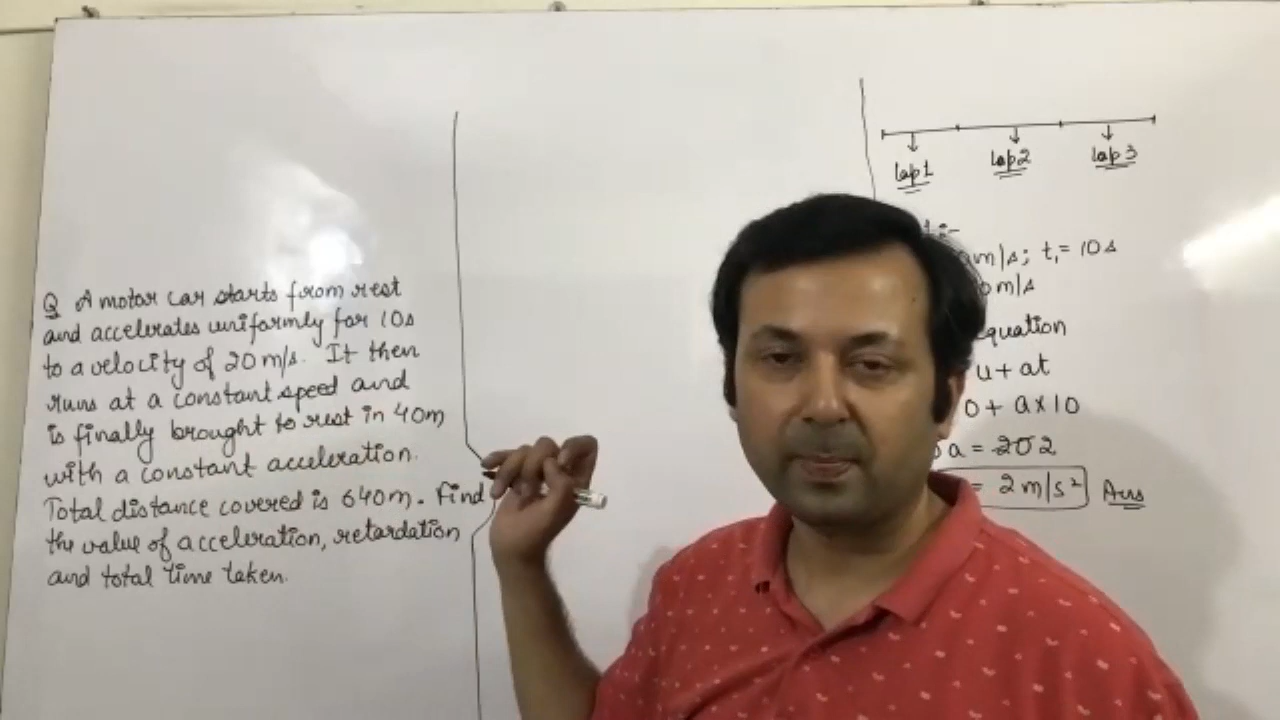 Q A motor car starts from rest
and accelerates uniformly for 10s
to a velocity of 20 m/s. It then
runs at a constant speed and
is finally brought to rest in 40m
with a constant acceleration.
Total distance covered is 640m. Find
the value of acceleration, retardation
and total time taken.
lap1 lap2 lap3
m/s; t₁= 10s
m/s
equation
u+at
0 + a×10
a = 202
= 2 m/s² Ans